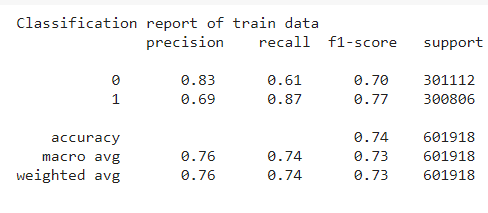 Classification report of train data
precision recall f1-score support
0 0.83 0.61 0.70 301112
1 0.69 0.87 0.77 300806
accuracy 0.74 601918
macro avg 0.76 0.74 0.73 601918
weighted avg 0.76 0.74 0.73 601918